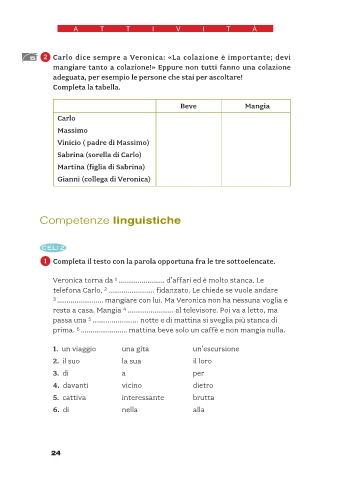 ATTIVITÀ
2 Carlo dice sempre a Veronica: «La colazione è importante; devi
mangiare tanto a colazione!» Eppure non tutti fanno una colazione
adeguata, per esempio le persone che stai per ascoltare!
Completa la tabella.
Beve Mangia
Carlo
Massimo
Vinicio ( padre di Massimo)
Sabrina (sorella di Carlo)
Martina (figlia di Sabrina)
Gianni (collega di Veronica)
Competenze linguistiche
CELI 2
1 Completa il testo con la parola opportuna fra le tre sottoelencate.
Veronica torna da 1 ...................... d'affari ed è molto stanca. Le
telefona Carlo, 2 ...................... fidanzato. Le chiede se vuole andare
3 ...................... mangiare con lui. Ma Veronica non ha nessuna voglia e
resta a casa. Mangia 4 ...................... al televisore. Poi va a letto, ma
passa una 5 ...................... notte e di mattina si sveglia più stanca di
prima. 6 ...................... mattina beve solo un caffè e non mangia nulla.
1. un viaggio una gita un'escursione
2. il suo la sua il loro
3. di a per
4. davanti vicino dietro
5. cattiva interessante brutta
6. di nella alla
24